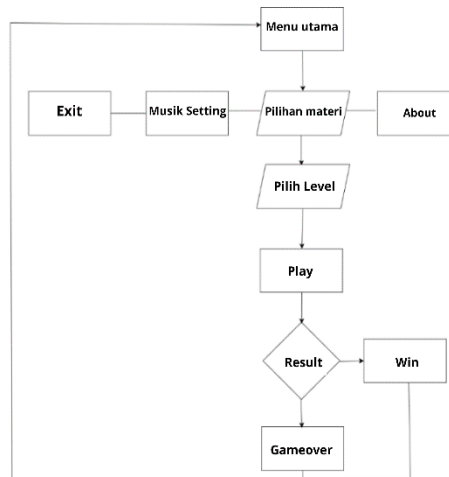 Menu utama
Exit
Musik Setting
Pilihan materi
About
Pilih Level
Play
Result
Win
Gameover